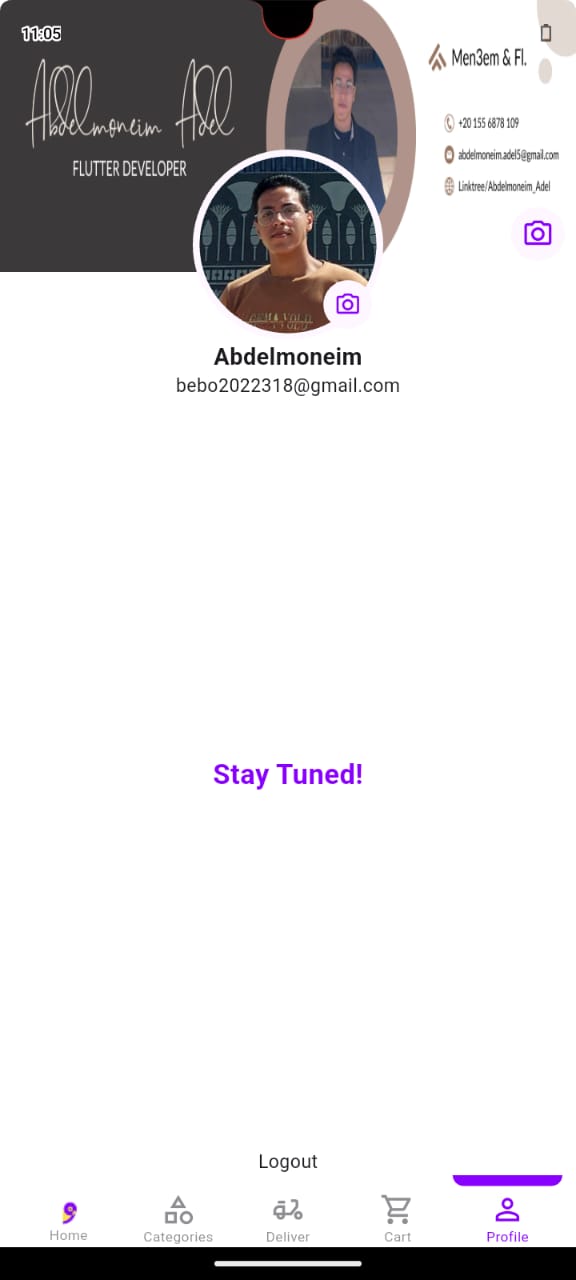 11:05
Abdelmoneim Adel
FLUTTER DEVELOPER
Men3em & Fl.
+20 155 6878 109
abdelmoneim.adel5@gmail.com
Linktree/Abdelmoneim_Adel
Abdelmoneim
bebo2022318@gmail.com
Stay Tuned!
Logout
Home
Categories
Deliver
Cart
Profile